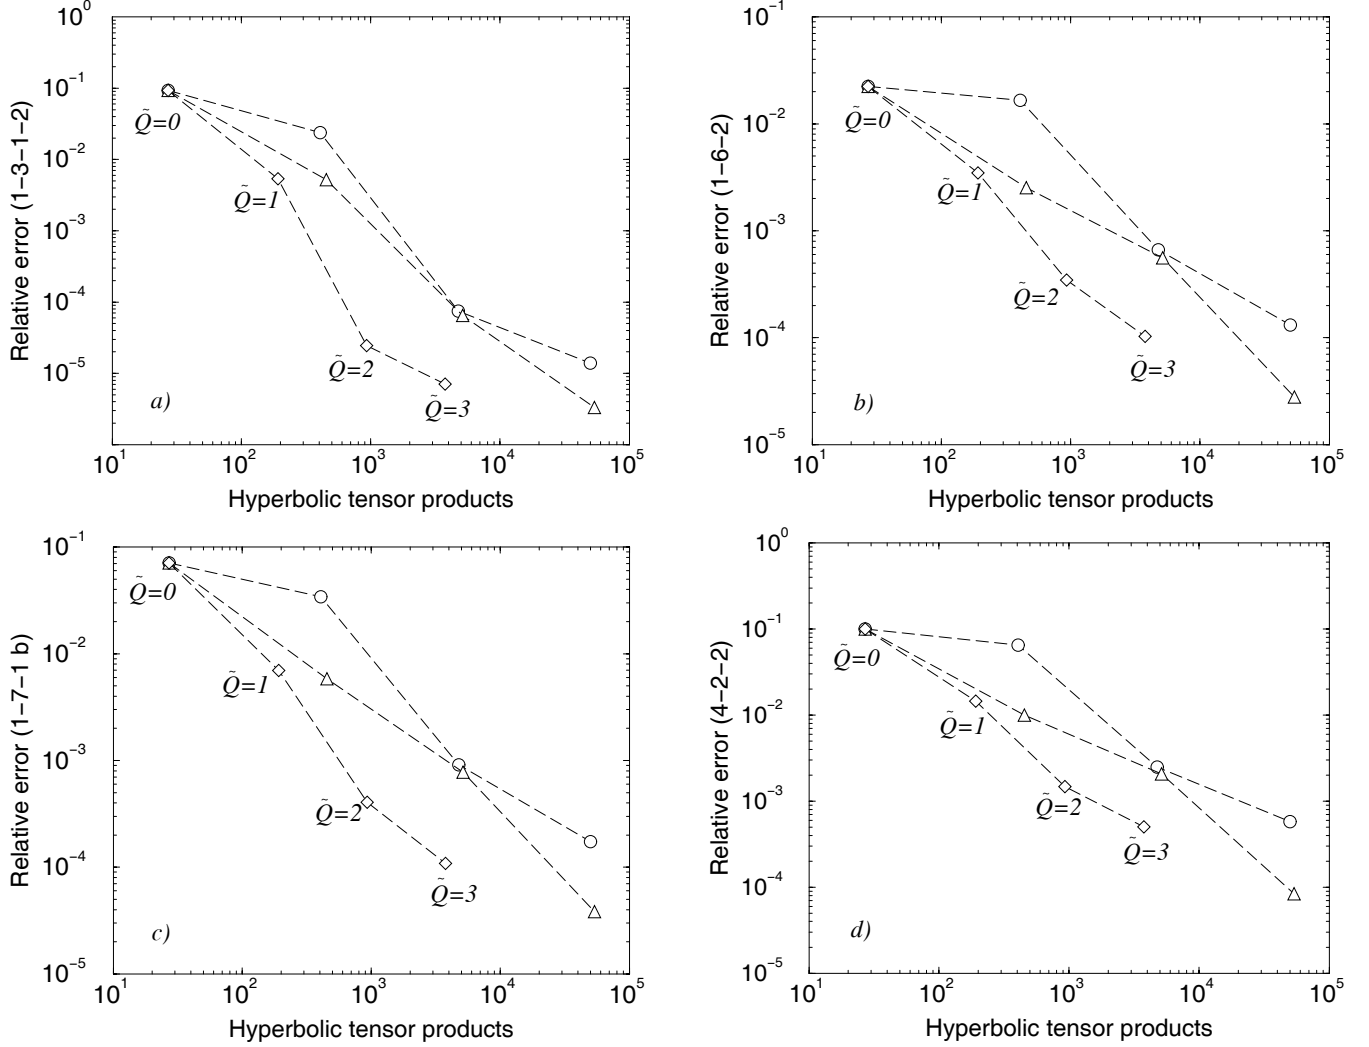 10^0
10^-1
10^-2
10^-3
10^-4
10^-5
Relative error (1−3−1−2)
Q̃=0
Q̃=1
Q̃=2
Q̃=3
a)
10^1 10^2 10^3 10^4 10^5
Hyperbolic tensor products
10^-1
10^-2
10^-3
10^-4
10^-5
Relative error (1−6−2)
Q̃=0
Q̃=1
Q̃=2
Q̃=3
b)
10^1 10^2 10^3 10^4 10^5
Hyperbolic tensor products
10^-1
10^-2
10^-3
10^-4
10^-5
Relative error (1−7−1 b)
Q̃=0
Q̃=1
Q̃=2
Q̃=3
c)
10^1 10^2 10^3 10^4 10^5
Hyperbolic tensor products
10^0
10^-1
10^-2
10^-3
10^-4
10^-5
Relative error (4−2−2)
Q̃=0
Q̃=1
Q̃=2
Q̃=3
d)
10^1 10^2 10^3 10^4 10^5
Hyperbolic tensor products